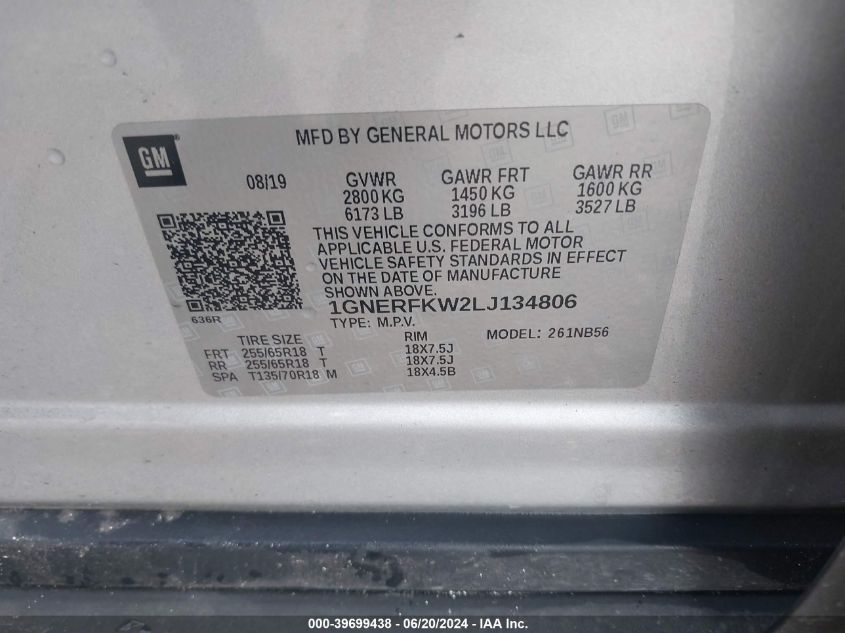 GM
MFD BY GENERAL MOTORS LLC
08/19
GVWR
2800 KG
6173 LB
GAWR FRT
1450 KG
3196 LB
GAWR RR
1600 KG
3527 LB
THIS VEHICLE CONFORMS TO ALL
APPLICABLE U.S. FEDERAL MOTOR
VEHICLE SAFETY STANDARDS IN EFFECT
ON THE DATE OF MANUFACTURE
SHOWN ABOVE.
1GNERFKW2LJ134806
636R
TYPE: M.P.V. MODEL: 261NB56
TIRE SIZE RIM
FRT 255/65R18 T 18X7.5J
RR 255/65R18 T 18X7.5J
SPA T135/70R18 M 18X4.5B
000-39699438 - 06/20/2024 - IAA Inc.